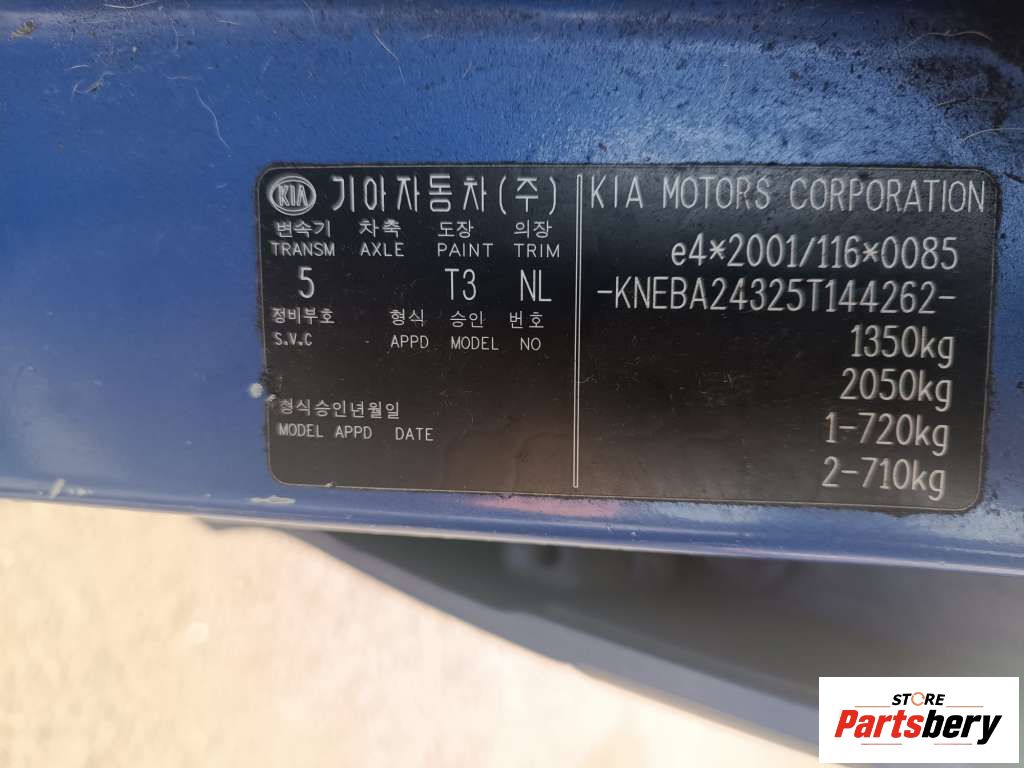 KIA 기아자동차(주)
변속기 차축 도장 의장
TRANSM AXLE PAINT TRIM
5 T3 NL
정비부호 형식 승인 번호
S.V.C APPD MODEL NO
형식승인년월일
MODEL APPD DATE
KIA MOTORS CORPORATION
e4*2001/116*0085
-KNEBA24325T144262-
1350kg
2050kg
1-720kg
2-710kg
STORE
Partsbery